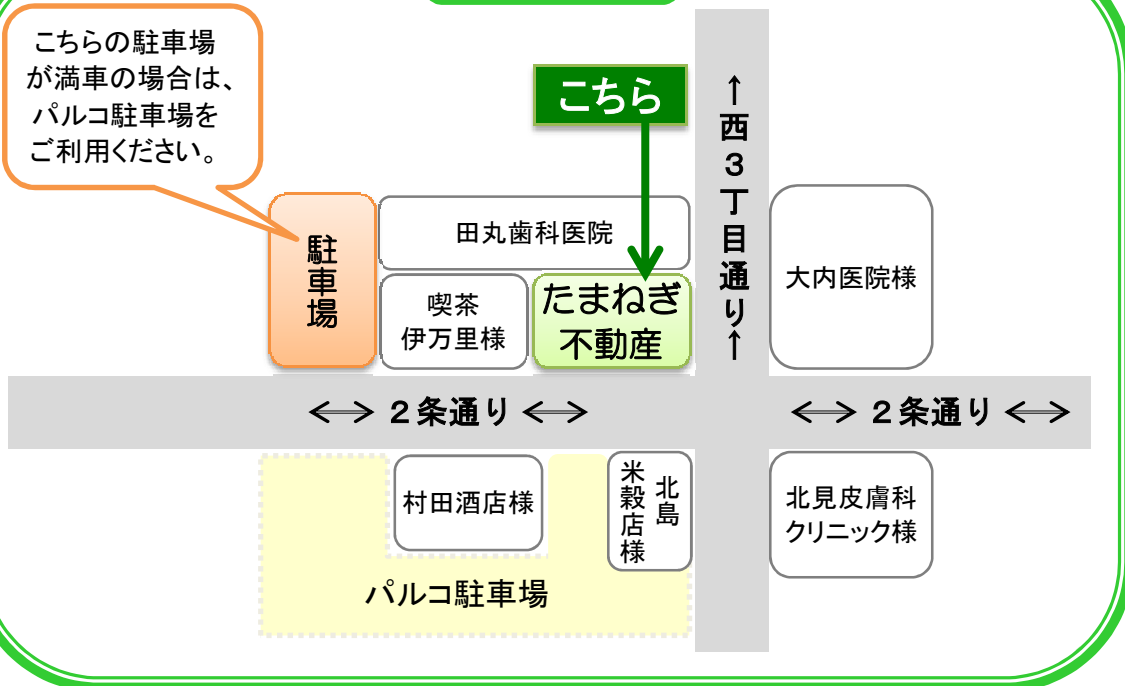 こちらの駐車場
が満車の場合は、
パルコ駐車場を
ご利用ください。
こちら
←西３丁目通り→
駐車場
田丸歯科医院
喫茶
伊万里様
たまねぎ
不動産
大内医院様
⟺ ２条通り ⟺
⟺ ２条通り ⟺
村田酒店様
北島
米穀店様
北見皮膚科
クリニック様
パルコ駐車場